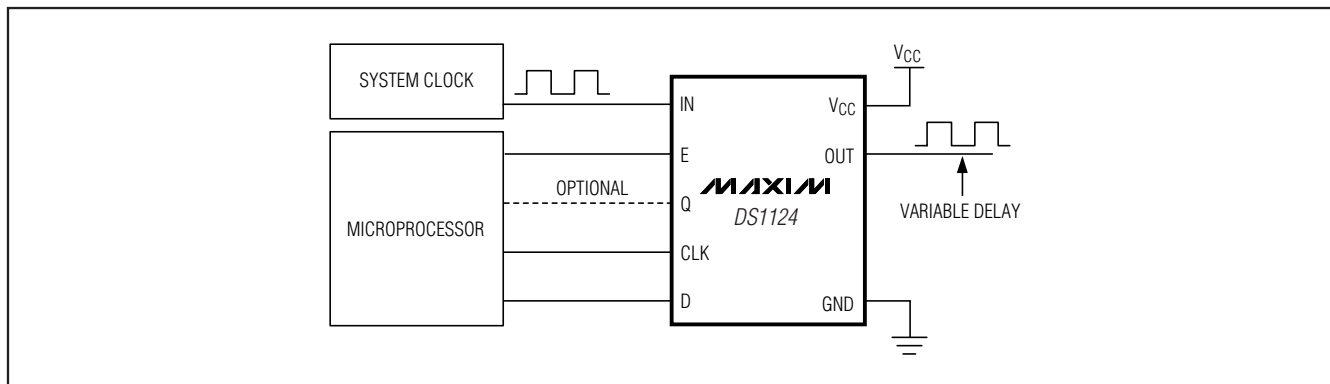 SYSTEM CLOCK
MICROPROCESSOR
OPTIONAL
IN
E
Q
CLK
D
MAXIM
DS1124
VCC
OUT
GND
VCC
VARIABLE DELAY